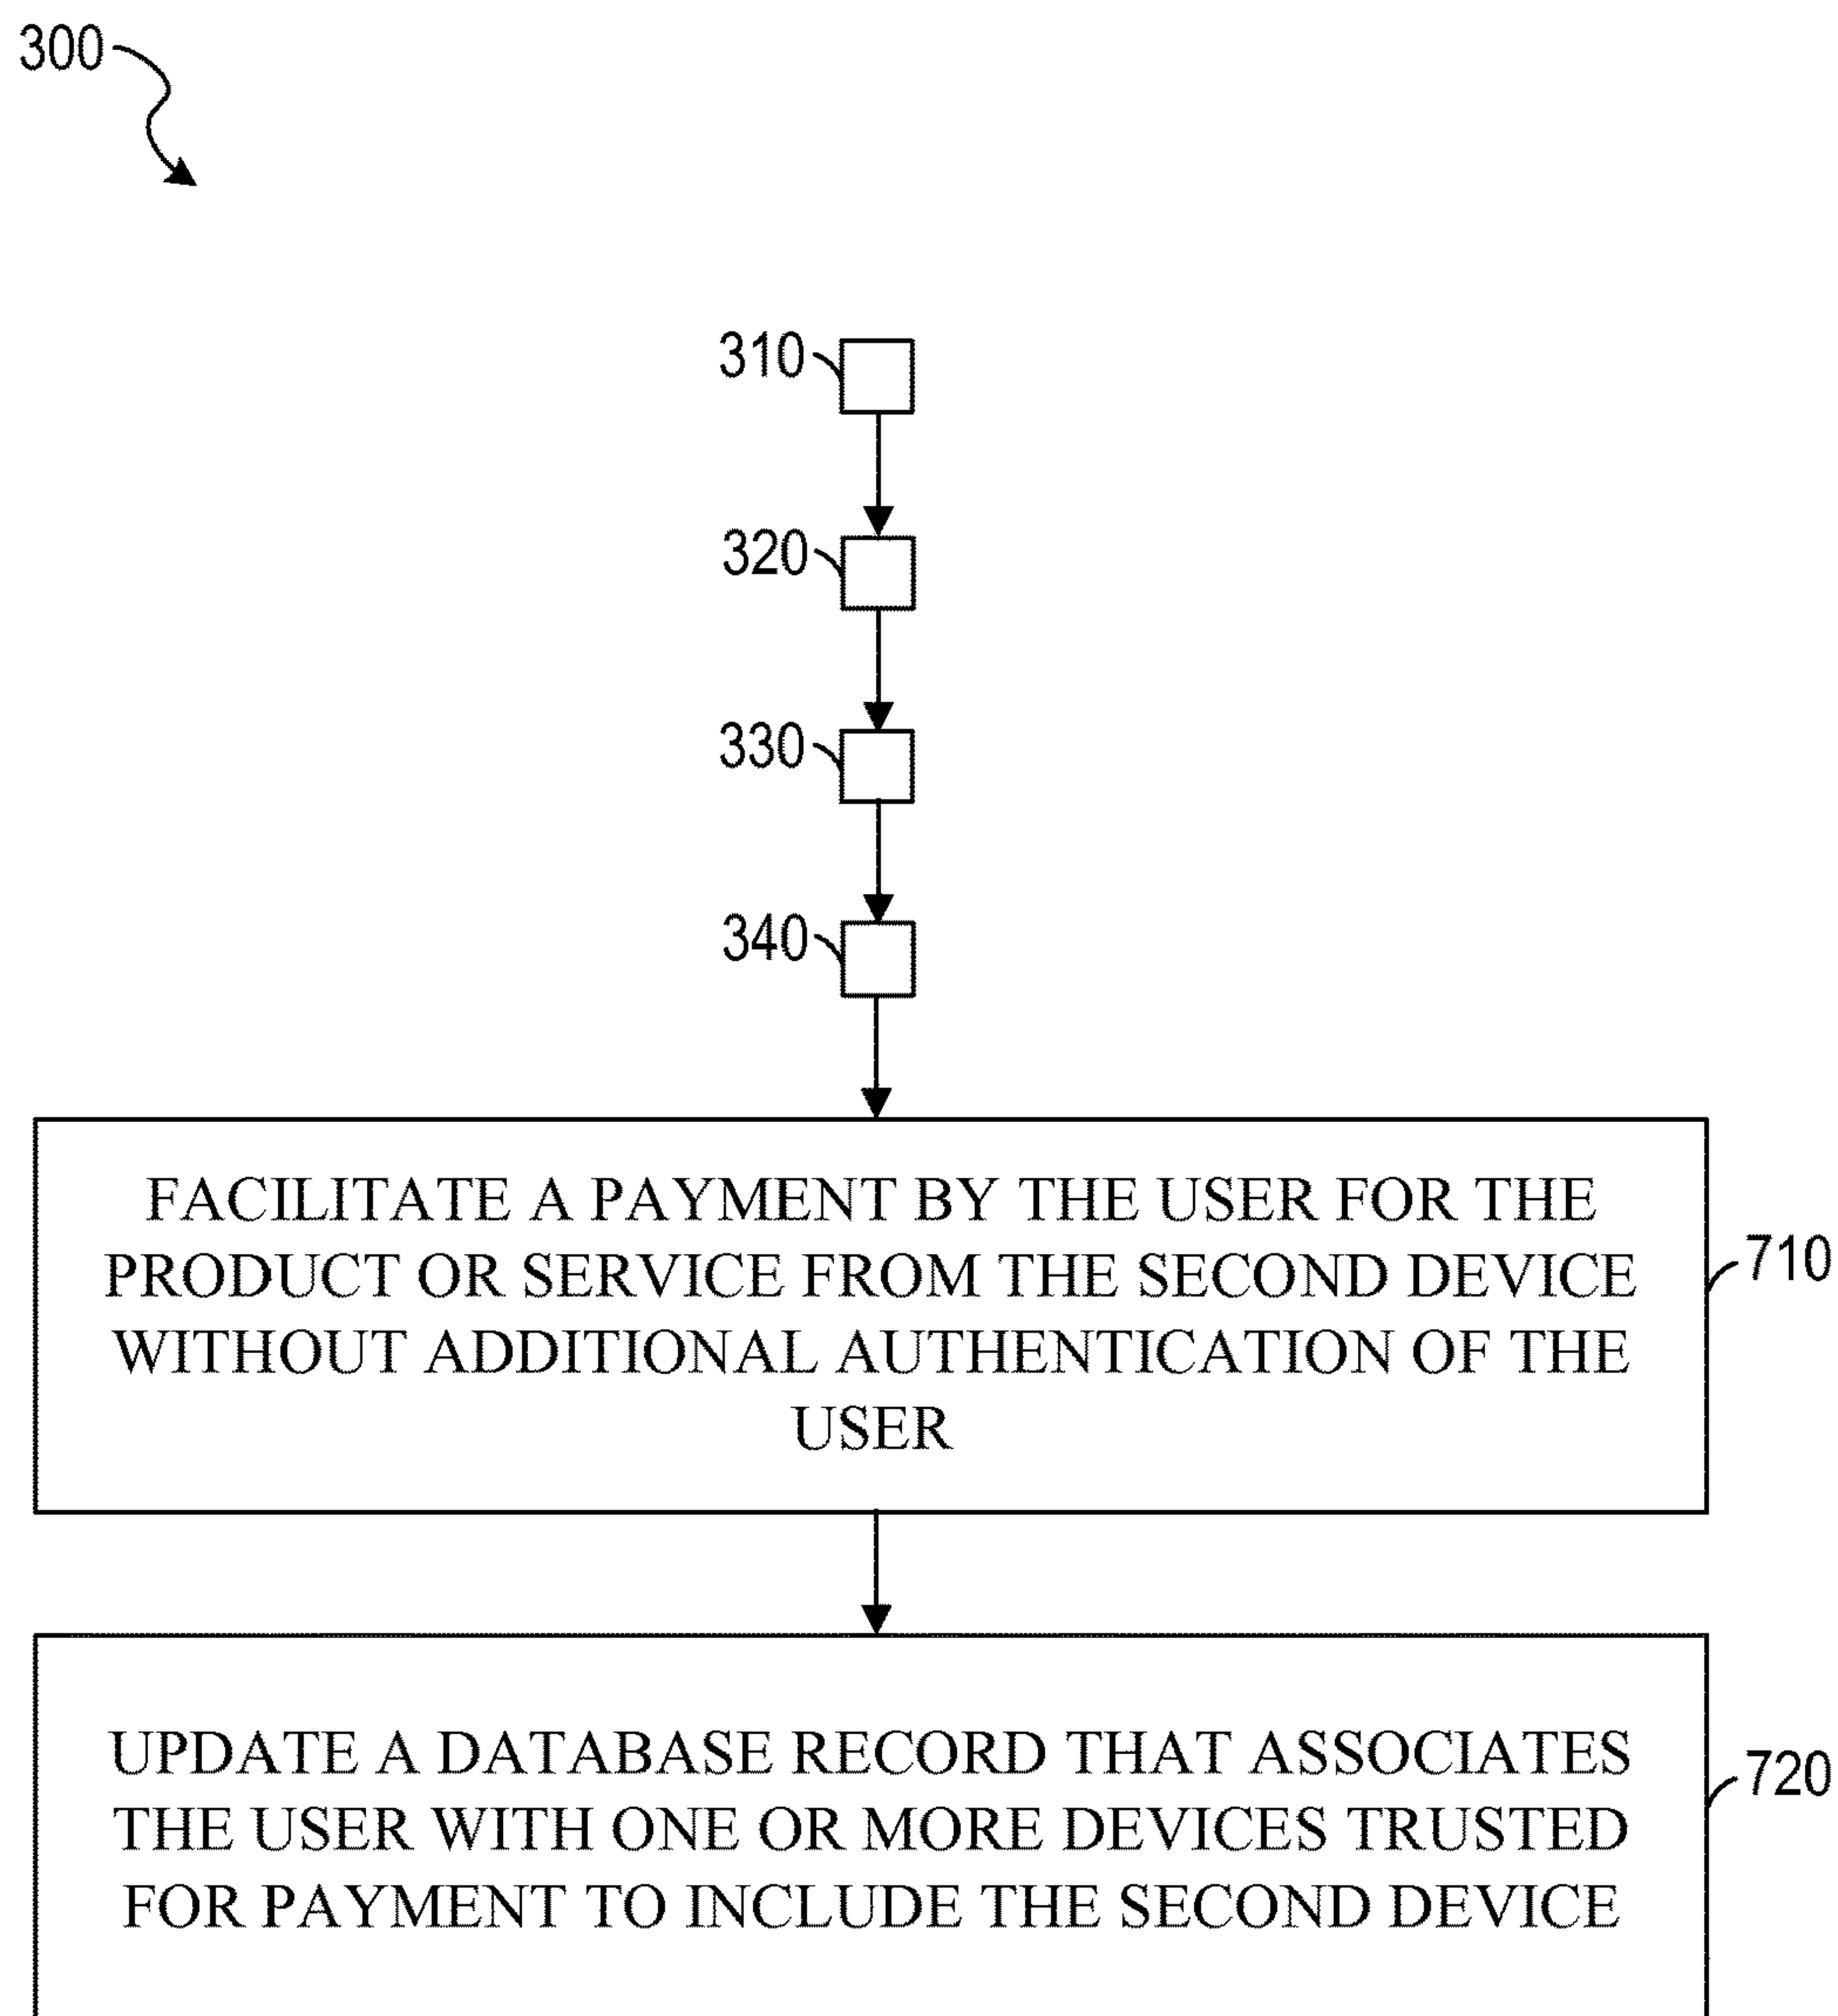 300
310
320
330
340
FACILITATE A PAYMENT BY THE USER FOR THE
PRODUCT OR SERVICE FROM THE SECOND DEVICE
WITHOUT ADDITIONAL AUTHENTICATION OF THE
USER
710
UPDATE A DATABASE RECORD THAT ASSOCIATES
THE USER WITH ONE OR MORE DEVICES TRUSTED
FOR PAYMENT TO INCLUDE THE SECOND DEVICE
720